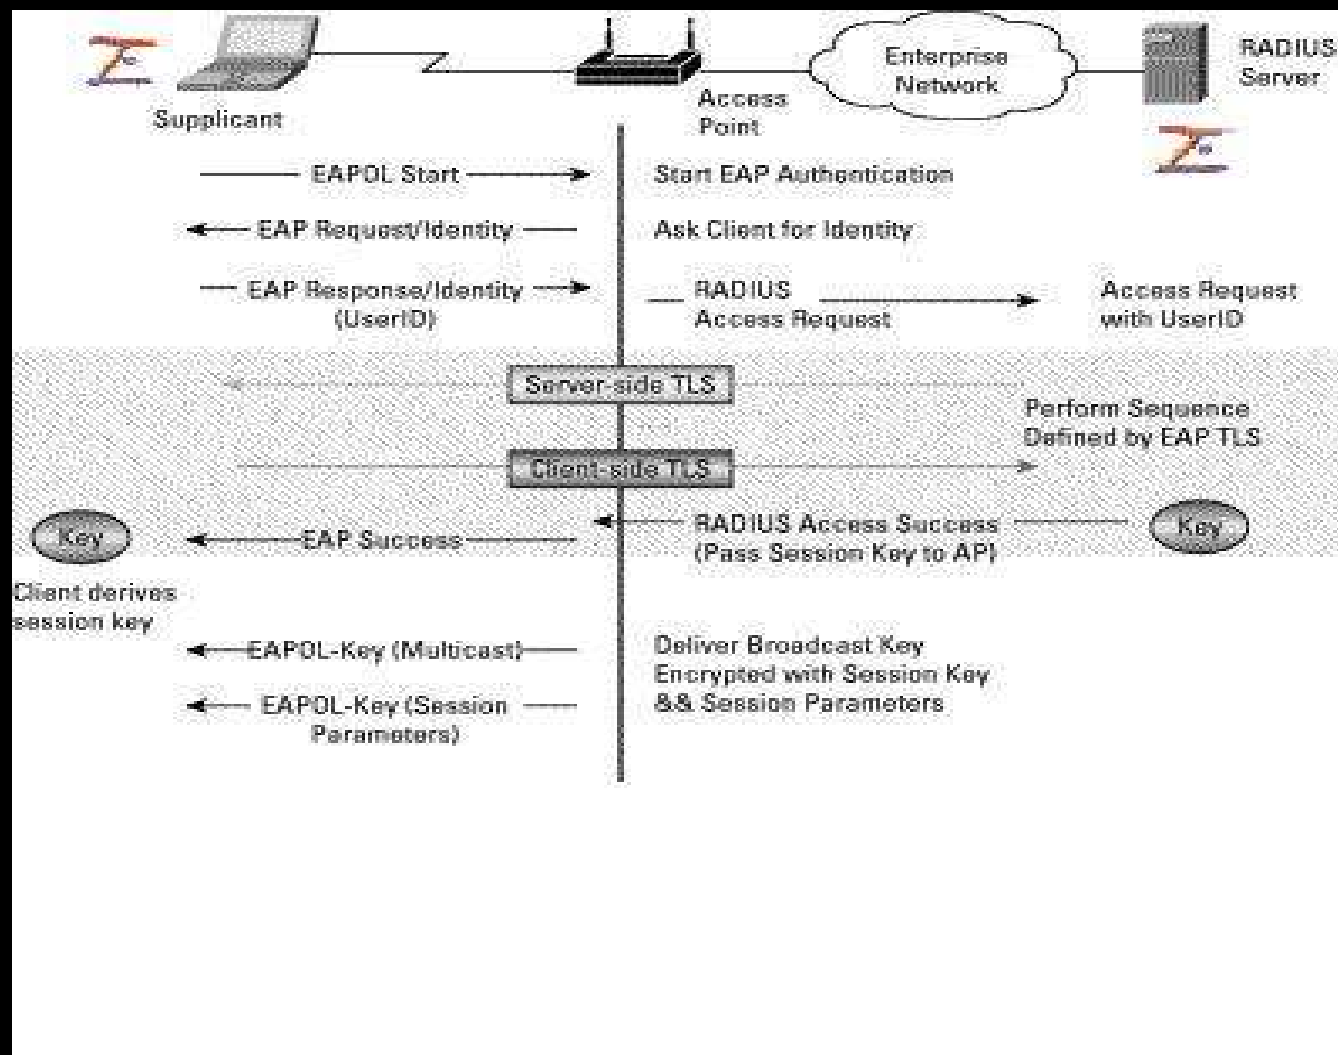 RADIUS
Server
Enterprise
Network
Access
Point
Supplicant
EAPOL Start
Start EAP Authentication
EAP Request/Identity
Ask Client for Identity
EAP Response/Identity
(UserID)
RADIUS
Access Request
Access Request
with UserID
Server-side TLS
Perform Sequence
Defined by EAP TLS
Client-side TLS
Key
EAP Success
RADIUS Access Success
(Pass Session Key to AP)
Key
Client derives
session key
EAPOL-Key (Multicast)
Deliver Broadcast Key
Encrypted with Session Key
&& Session Parameters
EAPOL-Key (Session
Parameters)